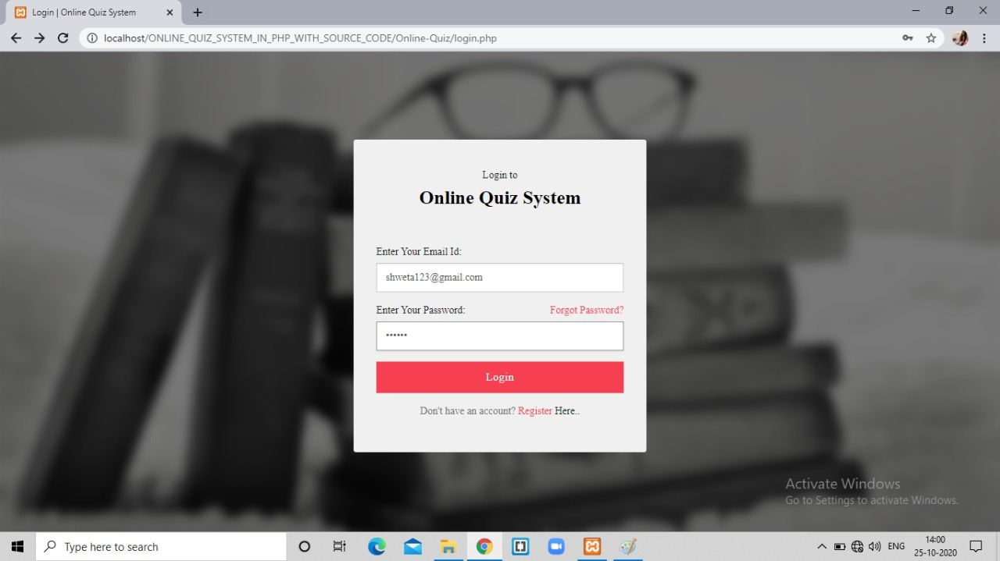 Login | Online Quiz System
localhost/ONLINE_QUIZ_SYSTEM_IN_PHP_WITH_SOURCE_CODE/Online-Quiz/login.php
Login to
Online Quiz System
Enter Your Email Id:
shweta123@gmail.com
Enter Your Password: Forgot Password?
••••••
Login
Don't have an account? Register Here..
Activate Windows
Go to Settings to activate Windows.
Type here to search
ENG
14:00
25-10-2020